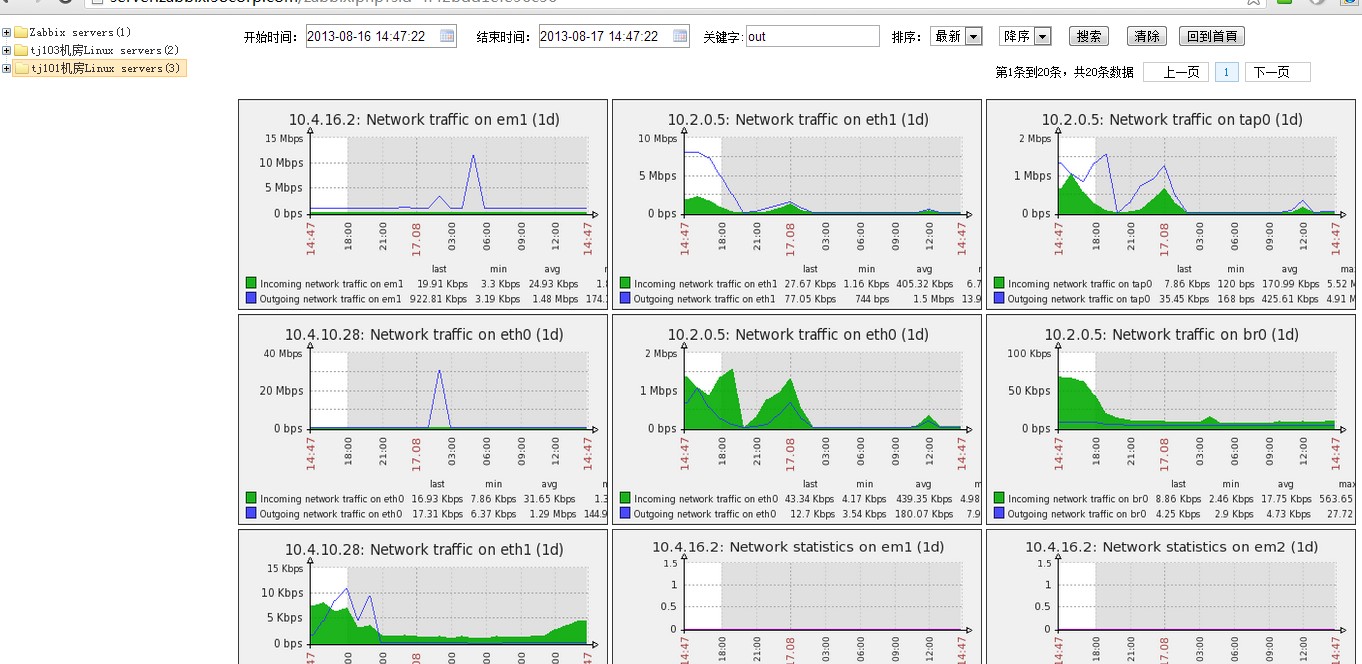 Zabbix servers(1)
tj103机房Linux servers(2)
tj101机房Linux servers(3)
开始时间: 2013-08-16 14:47:22 结束时间: 2013-08-17 14:47:22 关键字: out 排序: 最新 降序 搜索 清除 回到首頁
第1条到20条，共20条数据 上一页 1 下一页
10.4.16.2: Network traffic on em1 (1d)
15 Mbps
10 Mbps
5 Mbps
0 bps
14:47 18:00 21:00 17.08 03:00 06:00 09:00 12:00 14:47
last min avg
Incoming network traffic on em1 19.91 Kbps 3.3 Kbps 24.93 Kbps
Outgoing network traffic on em1 922.81 Kbps 3.19 Kbps 1.48 Mbps 174.
10.2.0.5: Network traffic on eth1 (1d)
10 Mbps
5 Mbps
0 bps
14:47 18:00 21:00 17.08 03:00 06:00 09:00 12:00 14:47
last min avg
Incoming network traffic on eth1 27.67 Kbps 1.16 Kbps 405.32 Kbps 6.7
Outgoing network traffic on eth1 77.05 Kbps 744 bps 1.5 Mbps 13.9
10.2.0.5: Network traffic on tap0 (1d)
2 Mbps
1 Mbps
0 bps
14:47 18:00 21:00 17.08 03:00 06:00 09:00 12:00 14:47
last min avg
Incoming network traffic on tap0 7.86 Kbps 120 bps 170.99 Kbps 5.52 M
Outgoing network traffic on tap0 35.45 Kbps 168 bps 425.61 Kbps 4.91 M
10.4.10.28: Network traffic on eth0 (1d)
40 Mbps
20 Mbps
0 bps
14:47 18:00 21:00 17.08 03:00 06:00 09:00 12:00 14:47
last min avg
Incoming network traffic on eth0 16.93 Kbps 7.86 Kbps 31.65 Kbps 1.3
Outgoing network traffic on eth0 17.31 Kbps 6.37 Kbps 1.29 Mbps 144.9
10.2.0.5: Network traffic on eth0 (1d)
2 Mbps
1 Mbps
0 bps
14:47 18:00 21:00 17.08 03:00 06:00 09:00 12:00 14:47
last min avg
Incoming network traffic on eth0 43.34 Kbps 4.17 Kbps 439.35 Kbps 4.98
Outgoing network traffic on eth0 12.7 Kbps 3.54 Kbps 180.07 Kbps 7.9
10.2.0.5: Network traffic on br0 (1d)
100 Kbps
50 Kbps
0 bps
14:47 18:00 21:00 17.08 03:00 06:00 09:00 12:00 14:47
last min avg
Incoming network traffic on br0 8.86 Kbps 2.46 Kbps 17.75 Kbps 563.65
Outgoing network traffic on br0 4.25 Kbps 2.9 Kbps 4.73 Kbps 27.72
10.4.10.28: Network traffic on eth1 (1d)
15 Kbps
10 Kbps
5 Kbps
0 bps
17.08
10.4.16.2: Network statistics on em1 (1d)
1.5
1
0.5
0
14:47 18:00 21:00 17.08 03:00 06:00 09:00 12:00 14:47
10.4.16.2: Network statistics on em2 (1d)
1.5
1
0.5
0
14:47 18:00 21:00 17.08 03:00 06:00 09:00 12:00 14:47